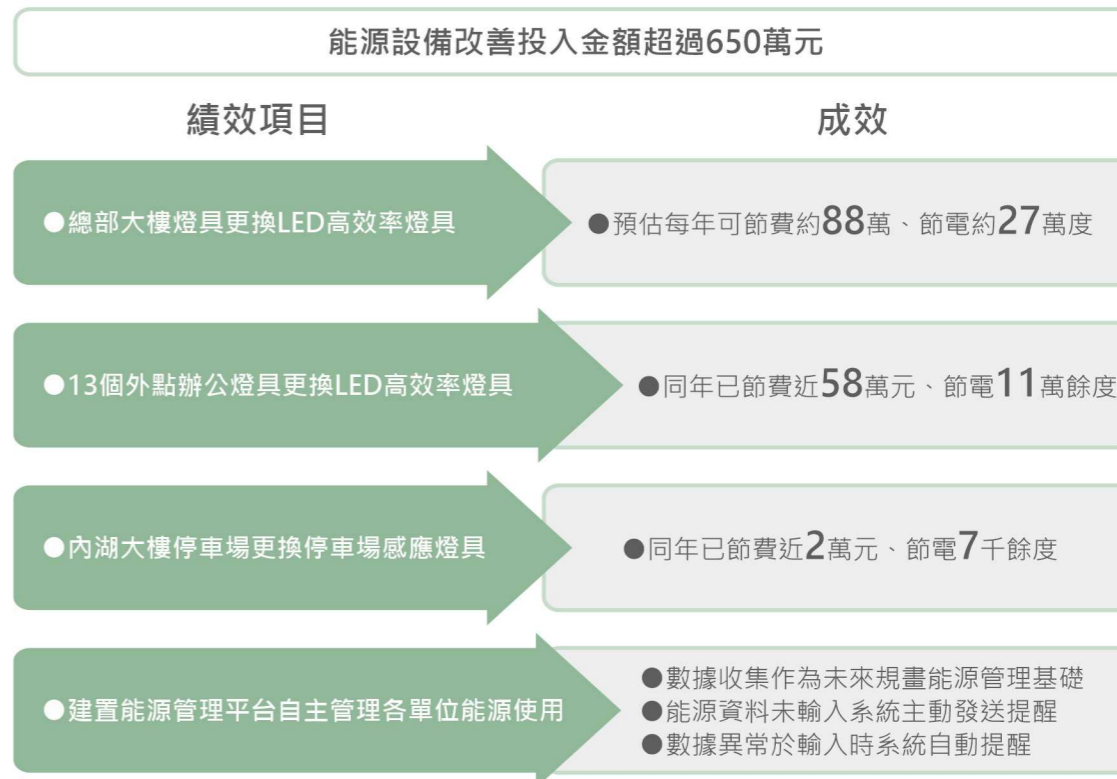 能源設備改善投入金額超過650萬元
績效項目
成效
●總部大樓燈具更換LED高效率燈具
●預估每年可節費約88萬、節電約27萬度
●13個外點辦公燈具更換LED高效率燈具
●同年已節費近58萬元、節電11萬餘度
●內湖大樓停車場更換停車場感應燈具
●同年已節費近2萬元、節電7千餘度
●建置能源管理平台自主管理各單位能源使用
●數據收集作為未來規畫能源管理基礎
●能源資料未輸入系統主動發送提醒
●數據異常於輸入時系統自動提醒